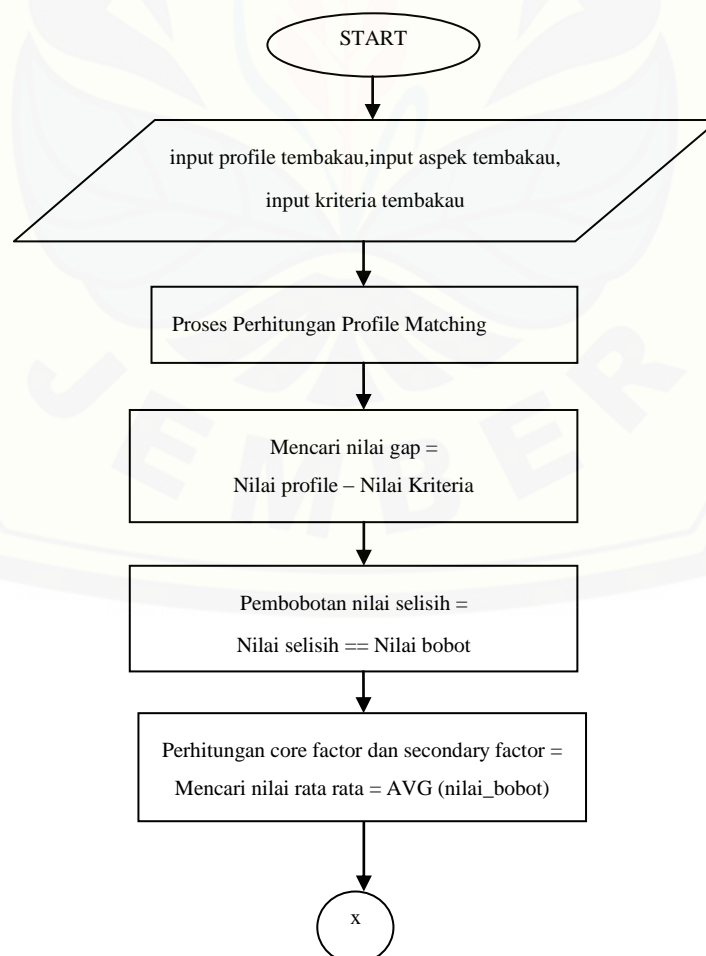 START
input profile tembakau,input aspek tembakau,
input kriteria tembakau
Proses Perhitungan Profile Matching
Mencari nilai gap =
Nilai profile – Nilai Kriteria
Pembobotan nilai selisih =
Nilai selisih == Nilai bobot
Perhitungan core factor dan secondary factor =
Mencari nilai rata rata = AVG (nilai_bobot)
x
JEMBER